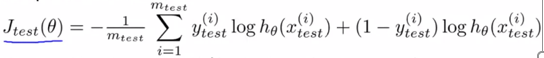 J_{test}(θ) = -\frac{1}{m_{test}} \sum_{i=1}^{m_{test}} y_{test}^{(i)} \log h_θ(x_{test}^{(i)}) + (1 - y_{test}^{(i)}) \log h_θ(x_{test}^{(i)})